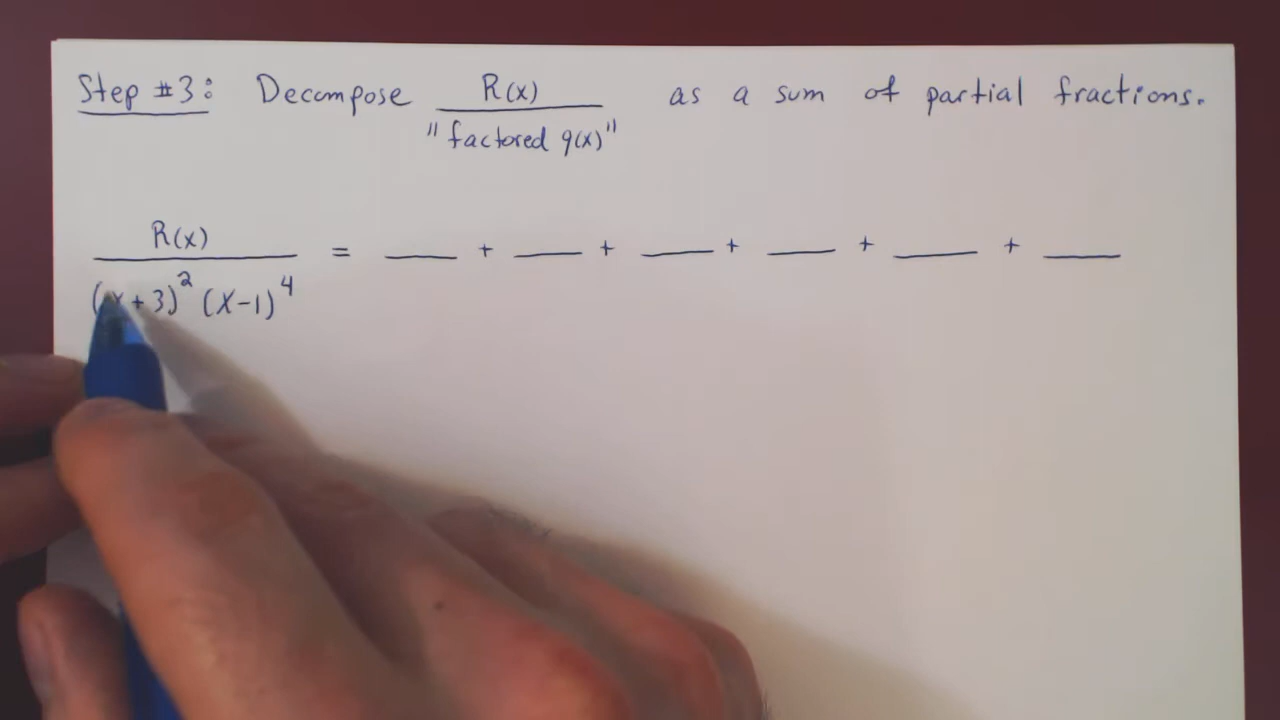 Step #3: Decompose R(x) / "factored q(x)" as a sum of partial fractions.
R(x) / (x+3)² (x-1)⁴ = ___ + ___ + ___ + ___ + ___ + ___